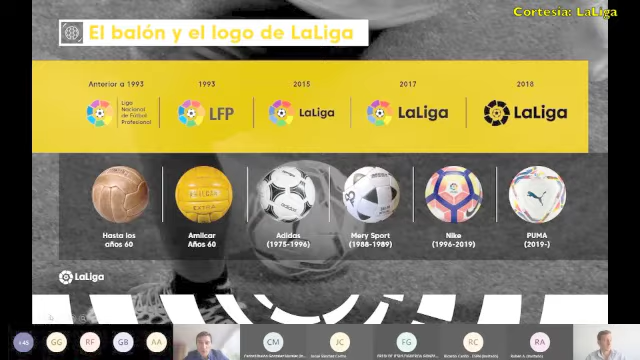 Cortesía: LaLiga
El balón y el logo de LaLiga
Anterior a 1993
1993
2015
2017
2018
Liga
Nacional
de Fútbol
Profesional
LFP
LaLiga
LaLiga
LaLiga
Hasta los
años 60
Amilcar
Años 60
Adidas
(1975-1996)
Mery Sport
(1988-1989)
Nike
(1996-2019)
PUMA
(2019-)
LaLiga
+45
GG
RF
GB
AA
CM
JC
FG
RC
RA